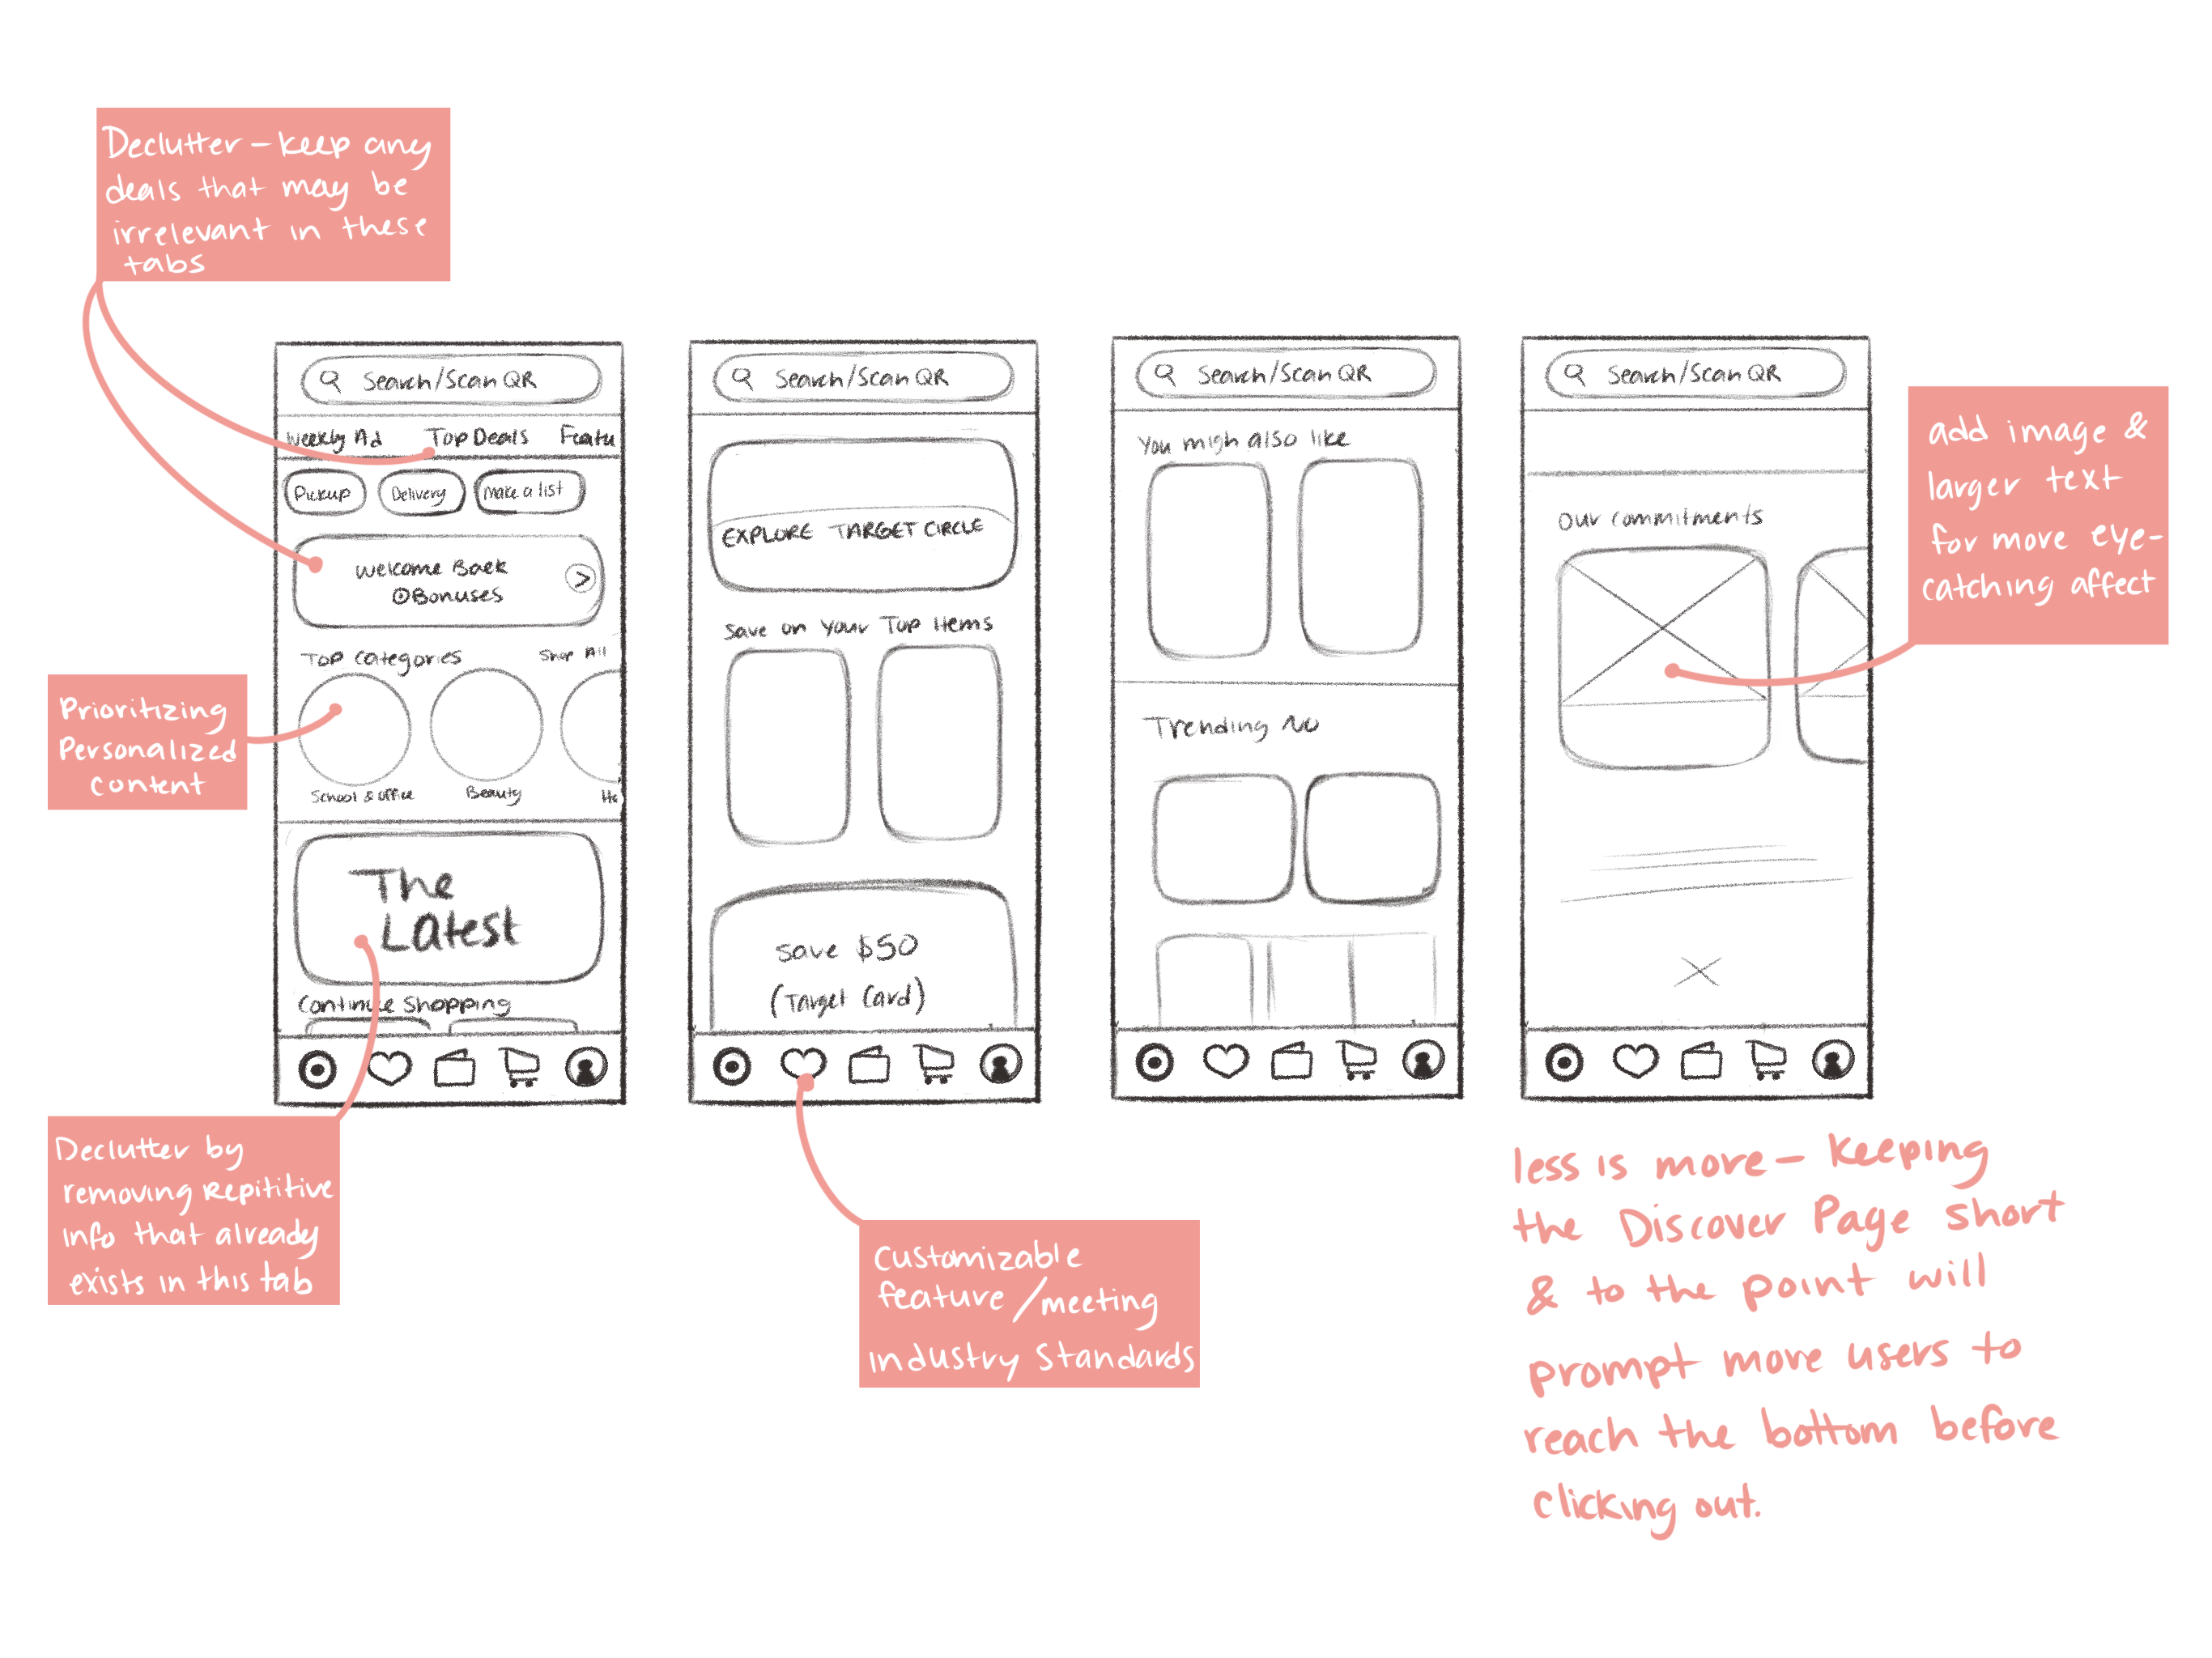 Declutter - keep any
deals that may be
irrelevant in these
tabs
Search/Scan QR
Weekly Ad Top Deals Featu
Pickup Delivery Make a list
Welcome Back
Bonuses
>
Top Categories Shop All
School & office Beauty Ho
The
Latest
Continue Shopping
Prioritizing
Personalized
content
Declutter by
removing Repititive
info that already
exists in this tab
Search/Scan QR
EXPLORE TARGET CIRCLE
Save on Your Top Items
Save $50
(Target Card)
Customizable
feature/meeting
industry standards
Search/Scan QR
You migh also like
Trending No
Search/Scan QR
Our commitments
add image &
larger text
for more eye-
catching affect
less is more - keeping
the Discover Page short
& to the point will
prompt more users to
reach the bottom before
clicking out.